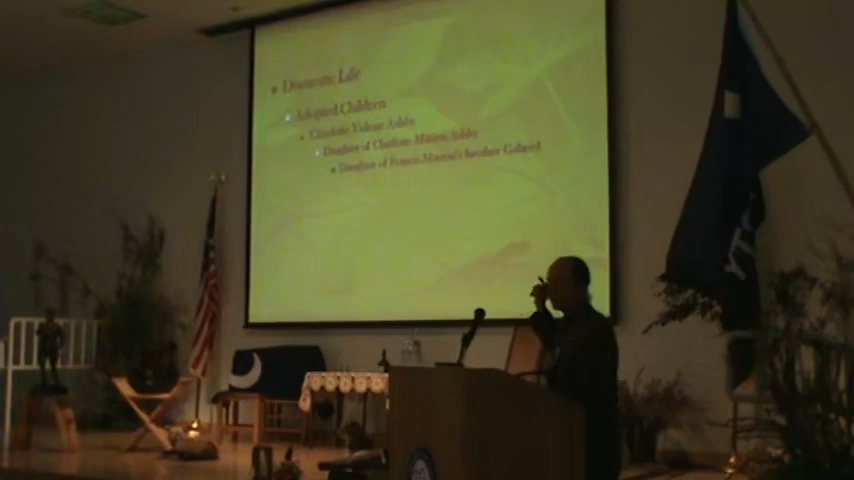 Domestic Life
Adopted Children
Charlotte Videau Ashby
Daughter of Charlotte Marion Ashby
Daughter of Francis Marion's brother Gabriel